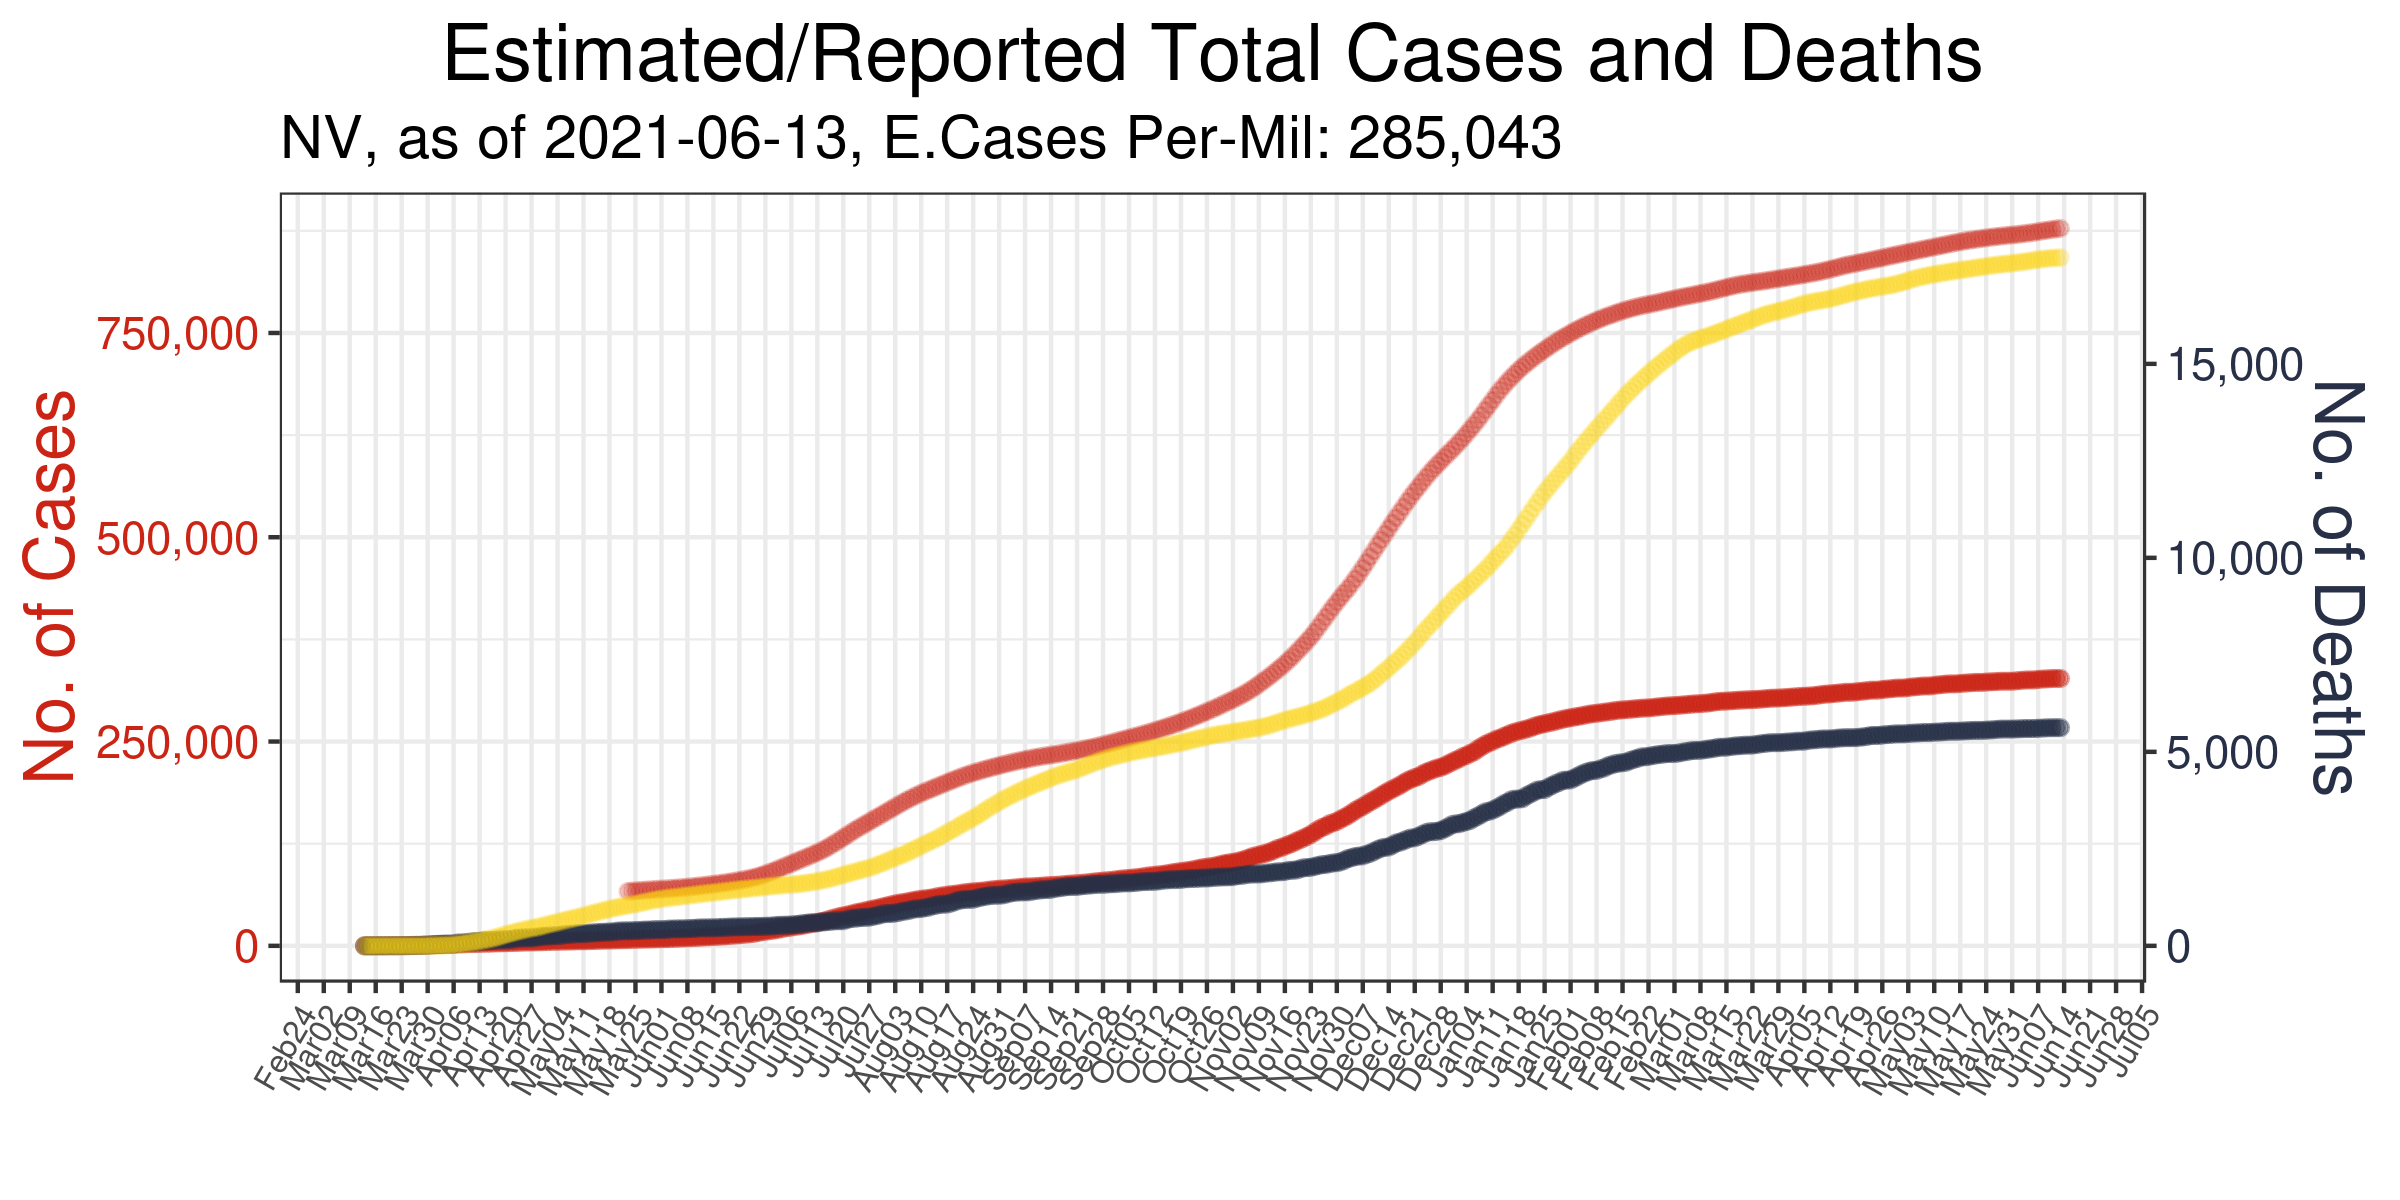 Estimated/Reported Total Cases and Deaths
NV, as of 2021-06-13, E.Cases Per-Mil: 285,043
No. of Cases
750,000
500,000
250,000
0
15,000
10,000
5,000
0
No. of Deaths
Feb24
Mar02
Mar09
Mar16
Mar23
Mar30
Apr06
Apr13
Apr20
Apr27
May04
May11
May18
May25
Jun01
Jun08
Jun15
Jun22
Jun29
Jul06
Jul13
Jul20
Jul27
Aug03
Aug10
Aug17
Aug24
Aug31
Sep07
Sep14
Sep21
Sep28
Oct05
Oct12
Oct19
Oct26
Nov02
Nov09
Nov16
Nov23
Nov30
Dec07
Dec14
Dec21
Dec28
Jan04
Jan11
Jan18
Jan25
Feb01
Feb08
Feb15
Feb22
Mar01
Mar08
Mar15
Mar22
Mar29
Apr05
Apr12
Apr19
Apr26
May03
May10
May17
May24
May31
Jun07
Jun14
Jun21
Jun28
Jul05